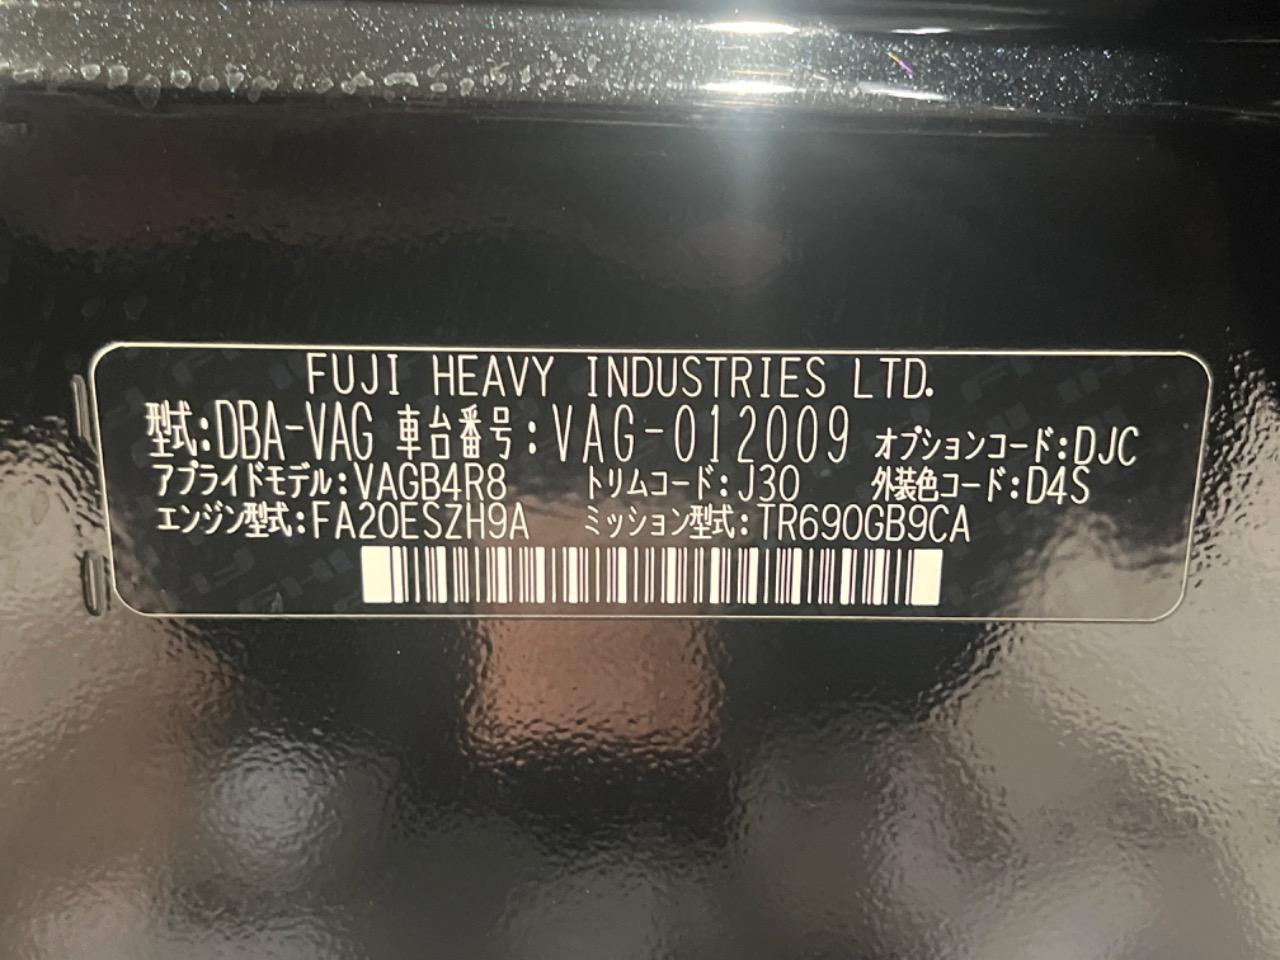 FUJI HEAVY INDUSTRIES LTD.
型式:DBA-VAG 車台番号:VAG-012009 オプションコード:DJC
アプライドモデル:VAGB4R8 トリムコード:J30 外装色コード:D4S
エンジン型式:FA20ESZH9A ミッション型式:TR690GB9CA